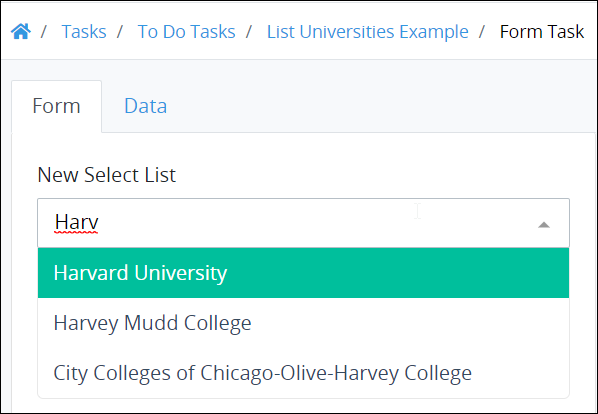 / Tasks / To Do Tasks / List Universities Example / Form Task
Form Data
New Select List
Harv
Harvard University
Harvey Mudd College
City Colleges of Chicago-Olive-Harvey College